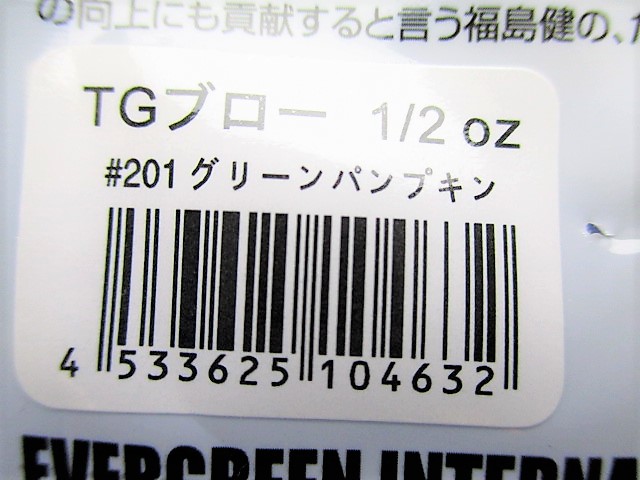 の向上にも貢献すると言う福島健の、た
TGブロー 1/2 oz
#201 グリーンパンプキン
4 533625 104632
EVERGREEN INTERNA